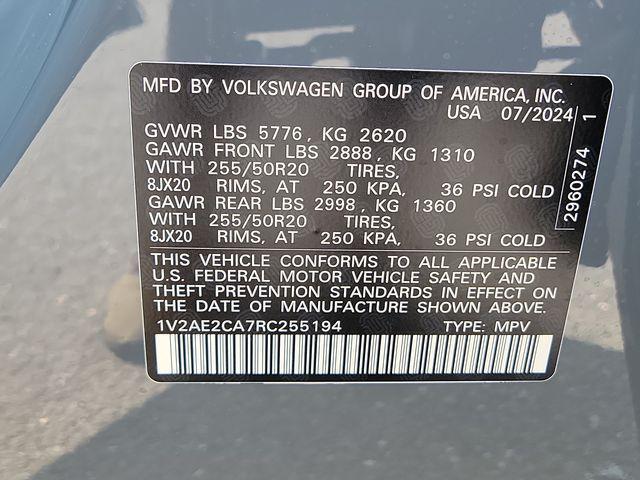 MFD BY VOLKSWAGEN GROUP OF AMERICA, INC.
USA 07/2024
GVWR LBS 5776, KG 2620
GAWR FRONT LBS 2888, KG 1310
WITH 255/50R20 TIRES,
8JX20 RIMS, AT 250 KPA, 36 PSI COLD
GAWR REAR LBS 2998, KG 1360
WITH 255/50R20 TIRES,
8JX20 RIMS, AT 250 KPA, 36 PSI COLD
2960274 1
THIS VEHICLE CONFORMS TO ALL APPLICABLE
U.S. FEDERAL MOTOR VEHICLE SAFETY AND
THEFT PREVENTION STANDARDS IN EFFECT ON
THE DATE OF MANUFACTURE SHOWN ABOVE.
1V2AE2CA7RC255194 TYPE: MPV